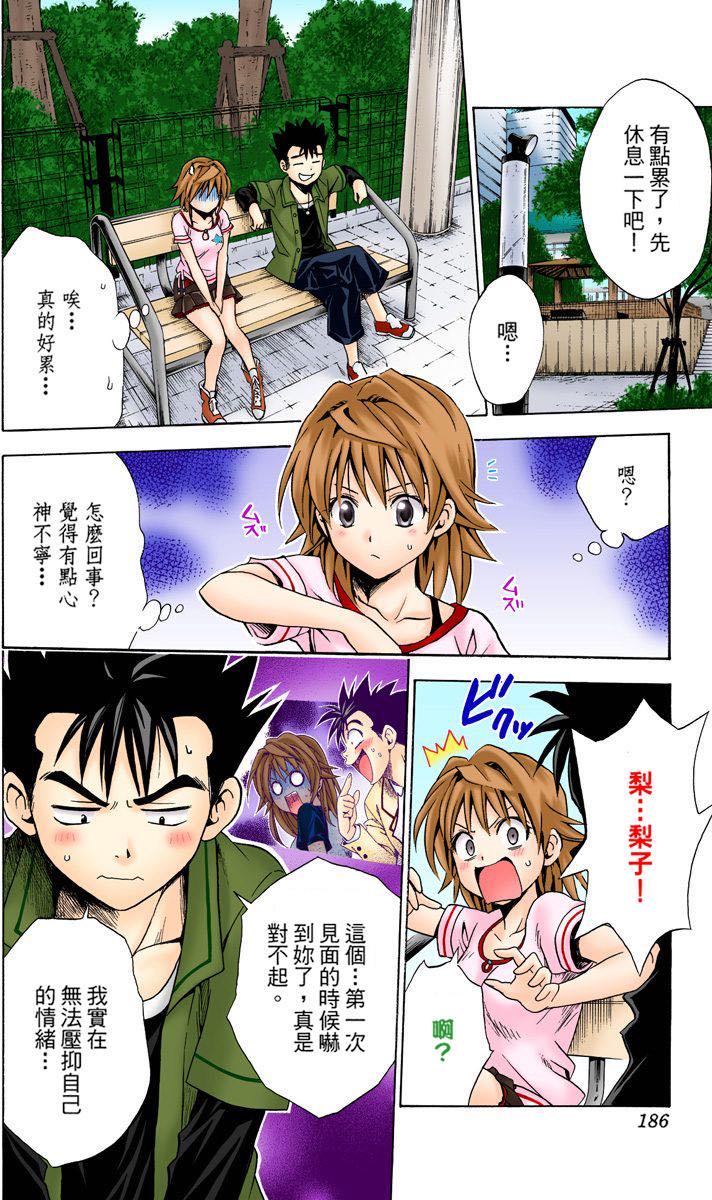 有點累了，先
休息一下吧！
嗯…
唉…
真的好累…
嗯？
ムズ
ムズ
怎麼回事？
覺得有點心
神不寧…
ビクッ
梨…梨子！
啊？
這個…第一次
見面的時候嚇
到妳了，真是
對不起。
我實在
無法壓抑自己
的情緒…
186